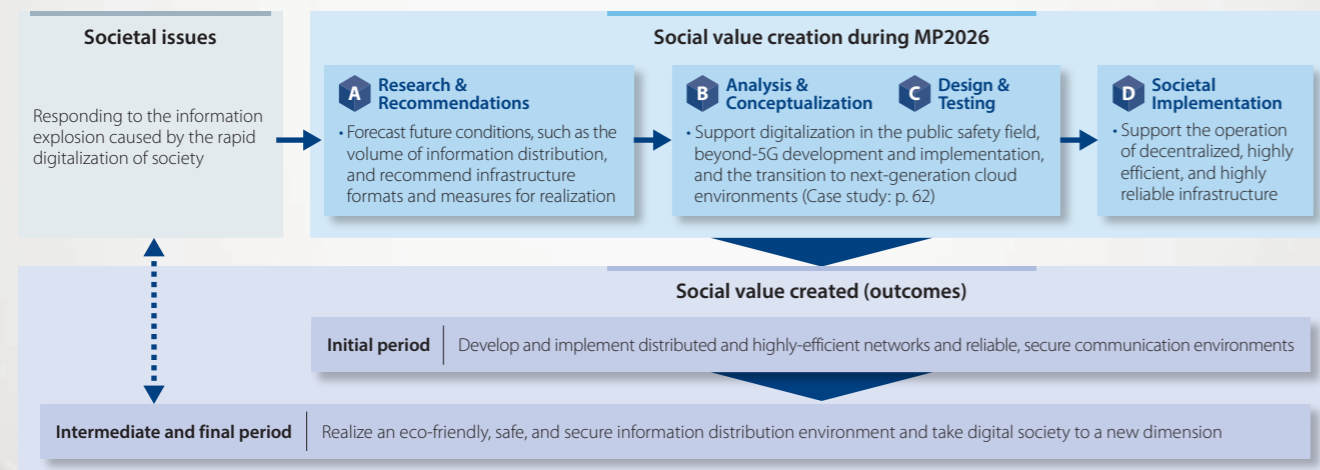 Societal issues
Responding to the information
explosion caused by the rapid
digitalization of society
Social value creation during MP2026
A Research &
Recommendations
• Forecast future conditions, such as the
volume of information distribution,
and recommend infrastructure
formats and measures for realization
B Analysis &
Conceptualization
C Design &
Testing
• Support digitalization in the public safety field,
beyond-5G development and implementation,
and the transition to next-generation cloud
environments (Case study: p. 62)
D Societal
Implementation
• Support the operation
of decentralized, highly
efficient, and highly
reliable infrastructure
Social value created (outcomes)
Initial period Develop and implement distributed and highly-efficient networks and reliable, secure communication environments
Intermediate and final period Realize an eco-friendly, safe, and secure information distribution environment and take digital society to a new dimension